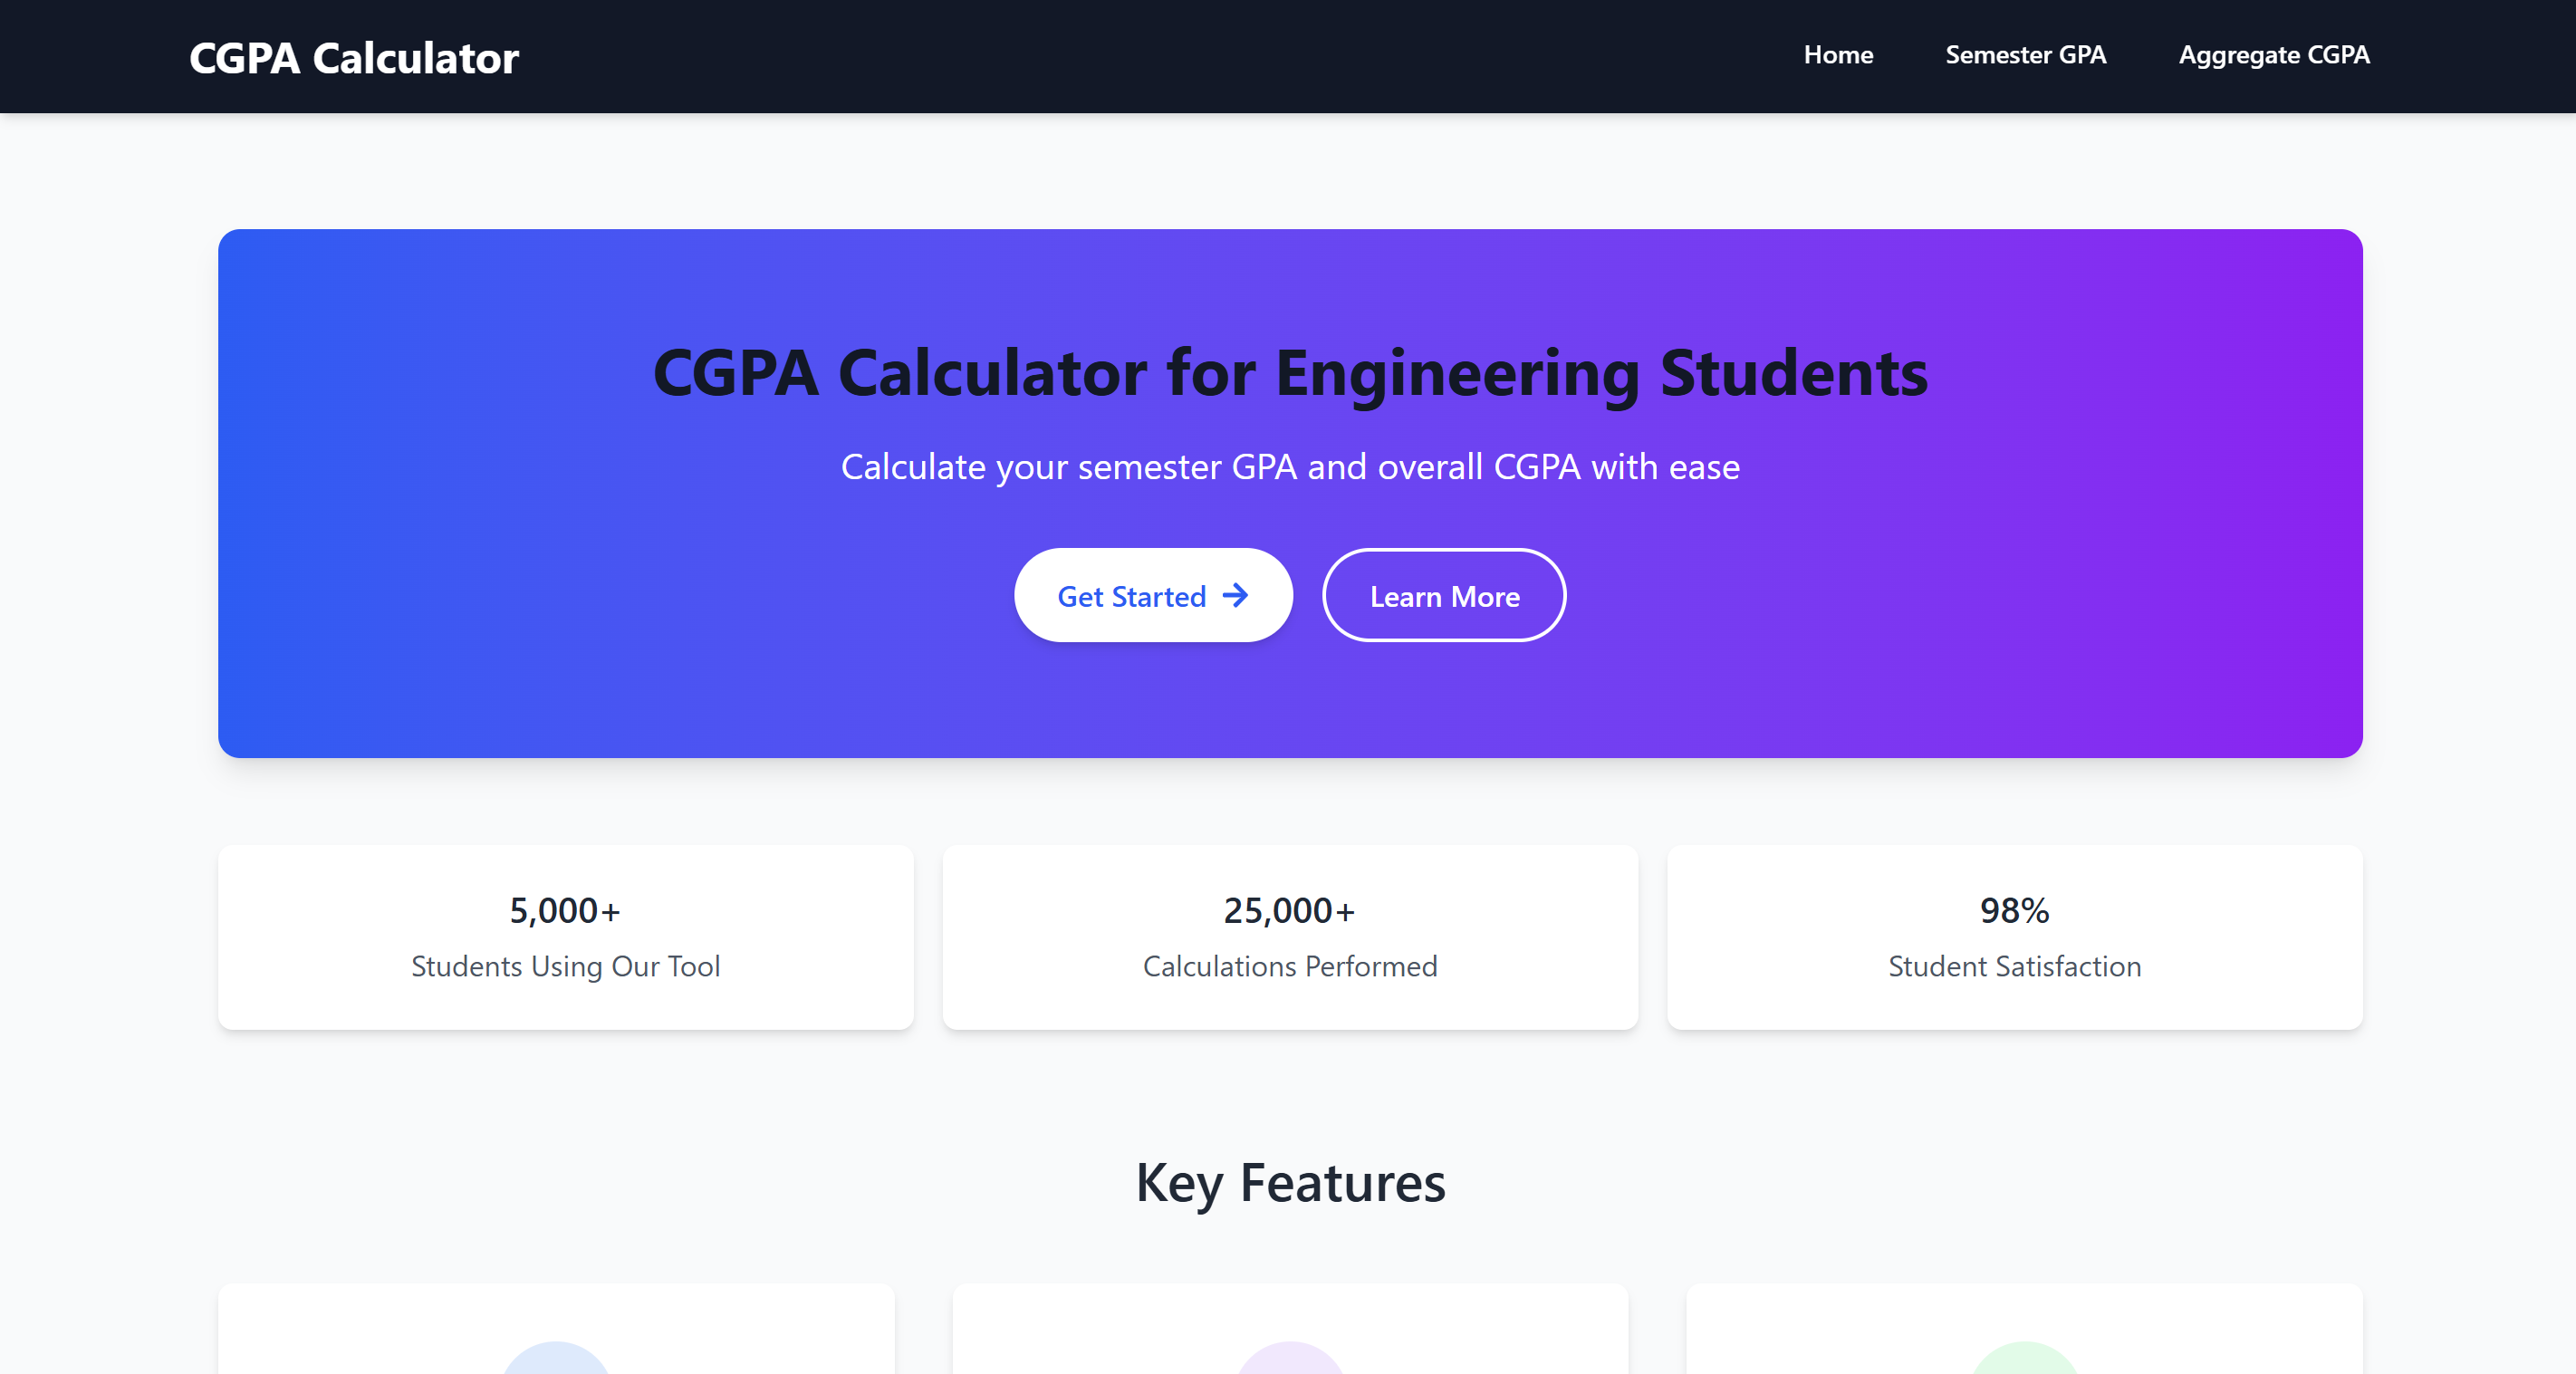 CGPA Calculator
Home
Semester GPA
Aggregate CGPA
CGPA Calculator for Engineering Students
Calculate your semester GPA and overall CGPA with ease
Get Started
Learn More
5,000+
Students Using Our Tool
25,000+
Calculations Performed
98%
Student Satisfaction
Key Features